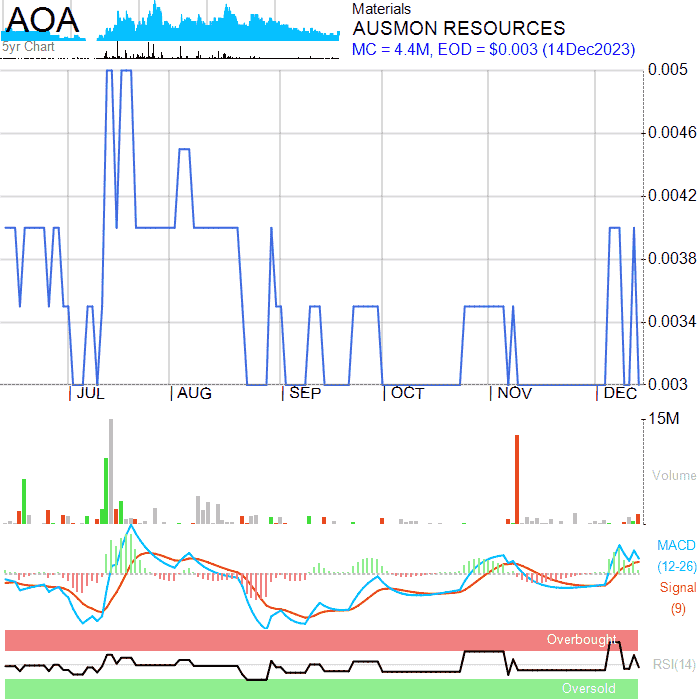 AOA
5yr Chart
Materials
AUSMON RESOURCES
MC = 4.4M, EOD = $0.003 (14Dec2023)
0.005
0.0046
0.0042
0.0038
0.0034
0.003
JUL AUG SEP OCT NOV DEC
15M
Volume
MACD
(12-26)
Signal
(9)
Overbought
RSI(14)
Oversold